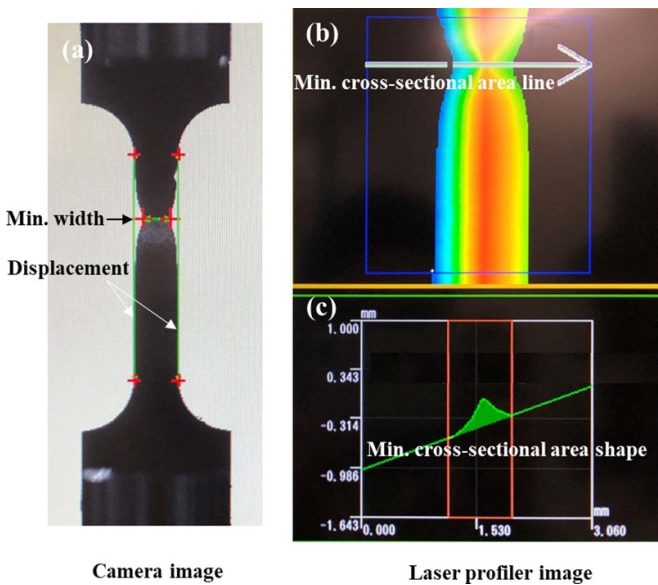 (a)
Min. width
Displacement
Camera image
(b)
Min. cross-sectional area line
(c)
mm
1.000
0.343
-0.314
-0.986
-1.643
Min. cross-sectional area shape
mm
0.000
1.530
3.060
Laser profiler image